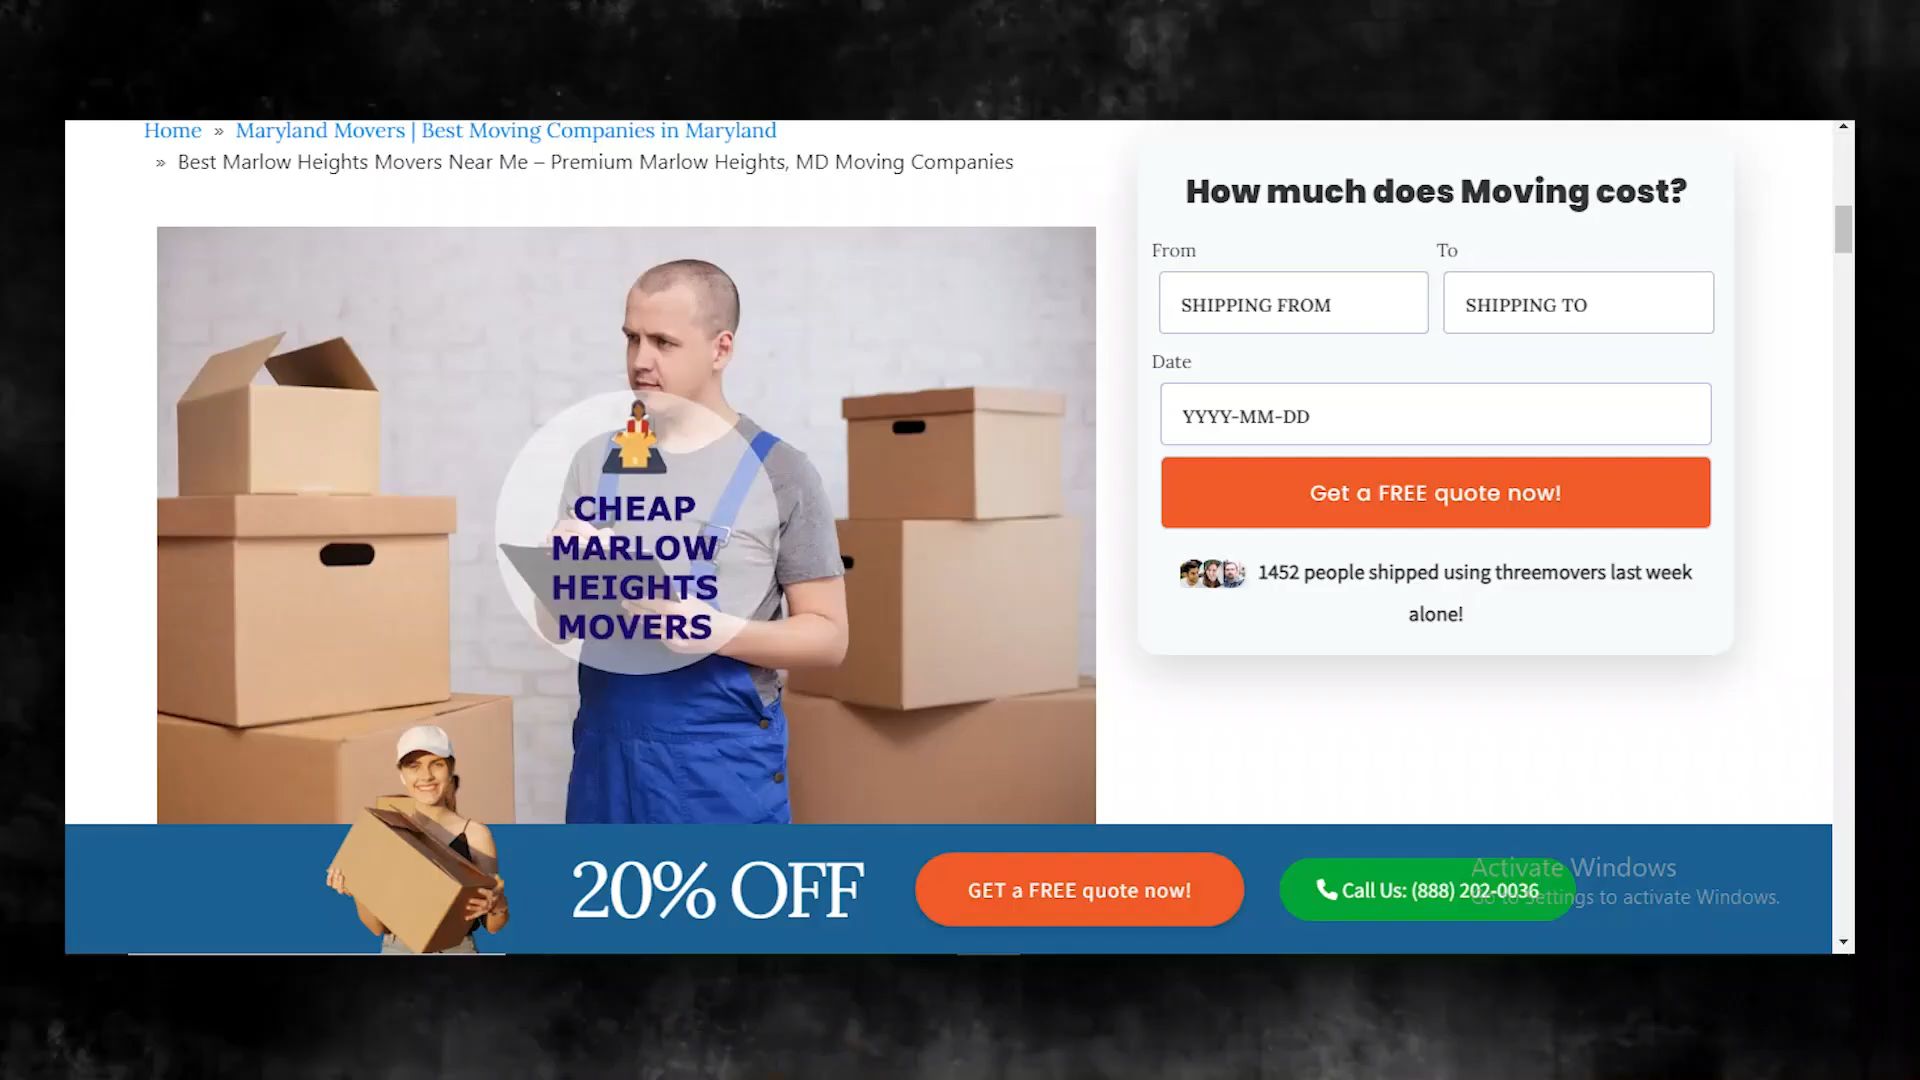 Home » Maryland Movers | Best Moving Companies in Maryland
» Best Marlow Heights Movers Near Me – Premium Marlow Heights, MD Moving Companies
CHEAP
MARLOW
HEIGHTS
MOVERS
How much does Moving cost?
From To
SHIPPING FROM SHIPPING TO
Date
YYYY-MM-DD
Get a FREE quote now!
1452 people shipped using threemovers last week
alone!
20% OFF GET a FREE quote now! Call Us: (888) 202-0036
Activate Windows
Go to Settings to activate Windows.